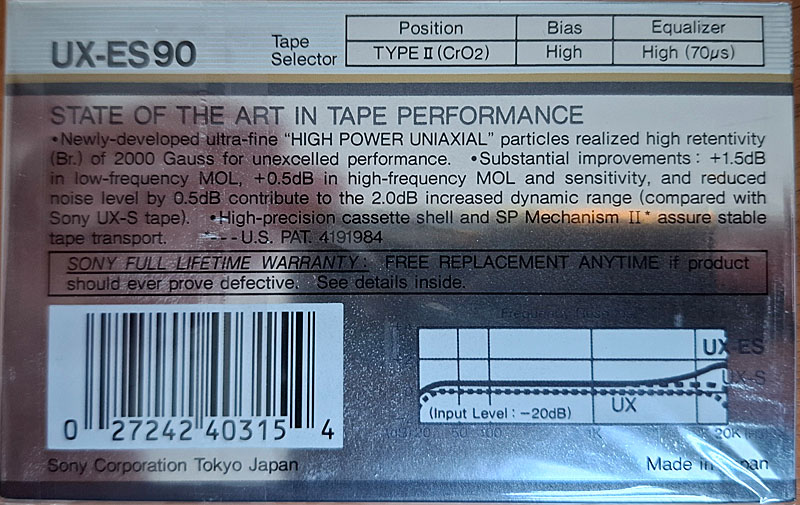 UX-ES90
Tape
Selector
Position Bias Equalizer
TYPE II (CrO2) High High (70μs)
STATE OF THE ART IN TAPE PERFORMANCE
•Newly-developed ultra-fine “HIGH POWER UNIAXIAL” particles realized high retentivity
(Br.) of 2000 Gauss for unexcelled performance. •Substantial improvements: +1.5dB
in low-frequency MOL, +0.5dB in high-frequency MOL and sensitivity, and reduced
noise level by 0.5dB contribute to the 2.0dB increased dynamic range (compared with
Sony UX-S tape). •High-precision cassette shell and SP Mechanism II* assure stable
tape transport. *---U.S. PAT. 4191984
SONY FULL LIFETIME WARRANTY: FREE REPLACEMENT ANYTIME if product
should ever prove defective. See details inside.
Frequency
UX-ES
UX-S
UX
(Input Level: −20dB)
20 50 100 1K 20K
0 27242 40315 4
Sony Corporation Tokyo Japan
Made in